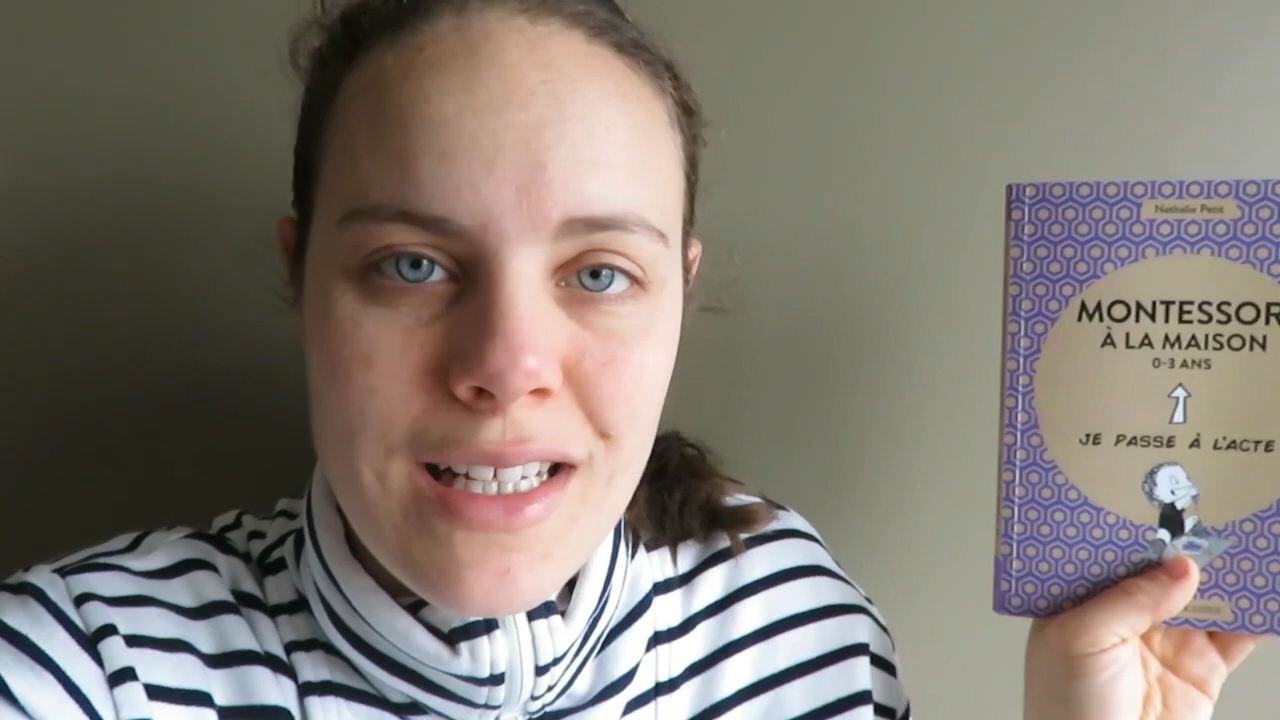 Nathalie Petit
MONTESSOR
À LA MAISON
0-3 ANS
JE PASSE À L'ACTE